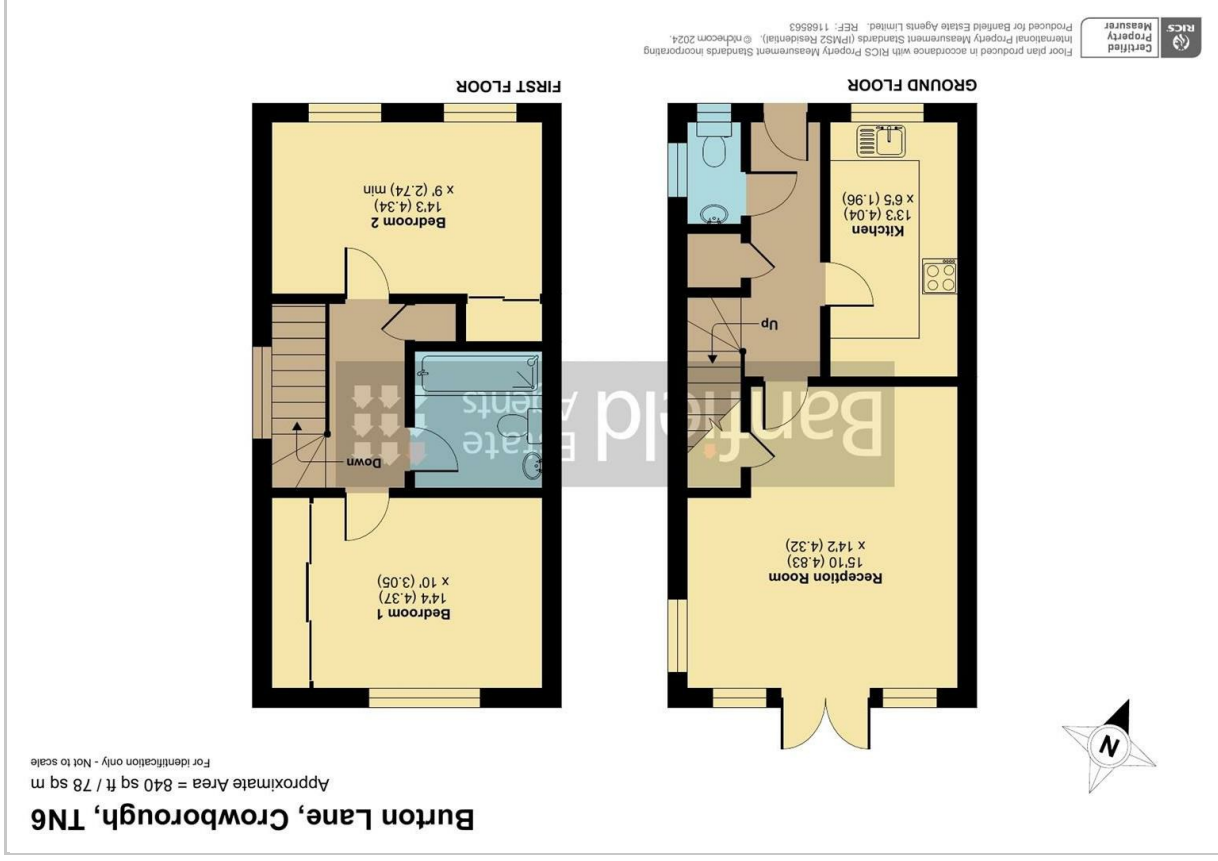 Burton Lane, Crowborough, TN6
Approximate Area = 840 sq ft / 78 sq m
For identification only - Not to scale
N
Reception Room
15'10 (4.83)
x 14'2 (4.32)
Up
Kitchen
13'3 (4.04)
x 6'5 (1.96)
GROUND FLOOR
Bedroom 1
14'4 (4.37)
x 10' (3.05)
Down
Bedroom 2
14'3 (4.34)
x 9' (2.74) min
FIRST FLOOR
Banfield
Estate
Agents
Certified
Property
Measurer
RICS
Floor plan produced in accordance with RICS Property Measurement Standards incorporating
International Property Measurement Standards (IPMS2 Residential). © nichecom 2024.
Produced for Banfield Estate Agents Limited. REF: 1168563